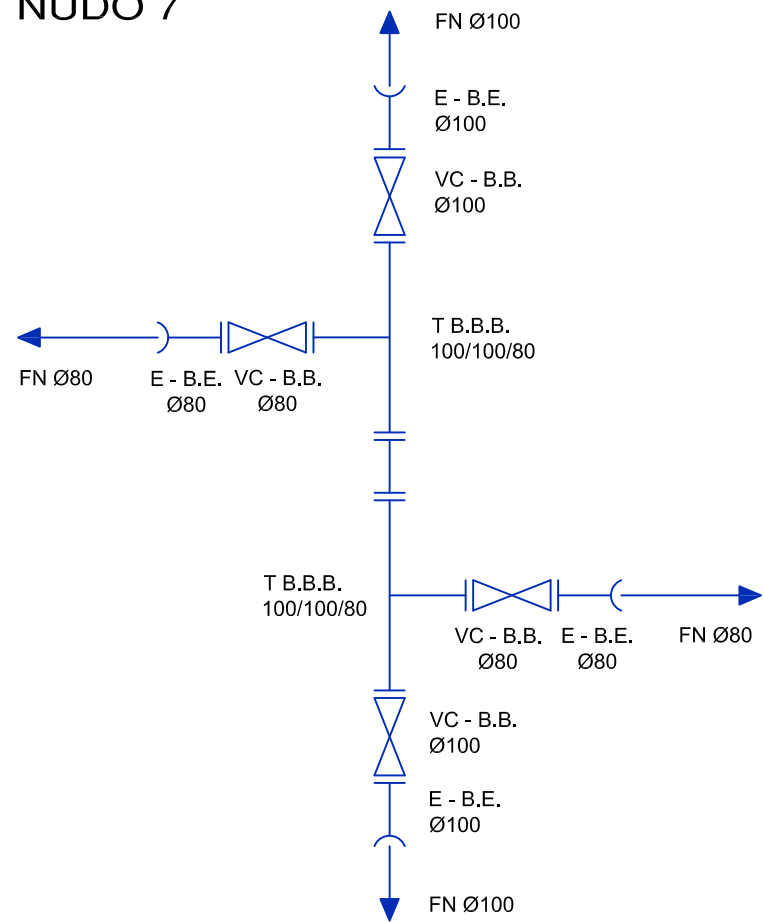 NUDO 7
FN Ø100
E - B.E.
Ø100
VC - B.B.
Ø100
T B.B.B.
100/100/80
FN Ø80
E - B.E.
Ø80
VC - B.B.
Ø80
T B.B.B.
100/100/80
VC - B.B.
Ø80
E - B.E.
Ø80
FN Ø80
VC - B.B.
Ø100
E - B.E.
Ø100
FN Ø100